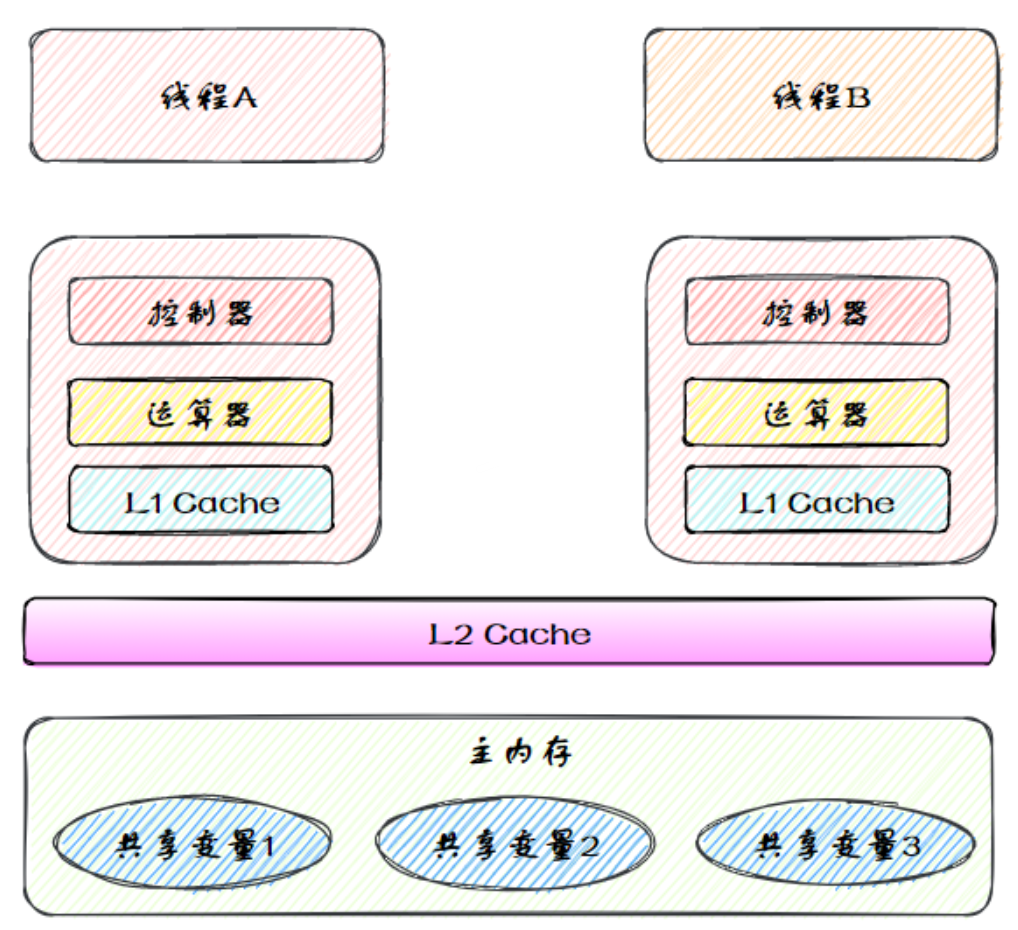 线程A
线程B
控制器
运算器
L1 Cache
控制器
运算器
L1 Cache
L2 Cache
主内存
共享变量1
共享变量2
共享变量3